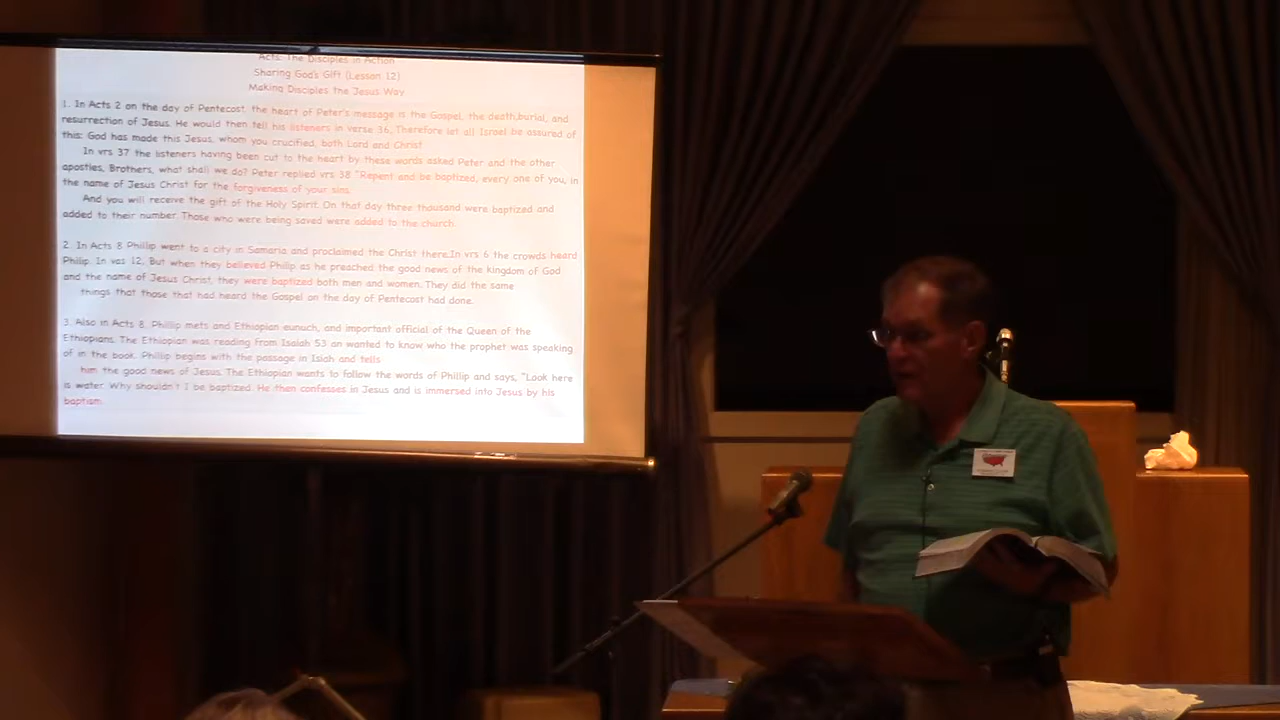 Acts: The Disciples in Action
Sharing God's Gift (Lesson 12)
Making Disciples the Jesus Way
1. In Acts 2 on the day of Pentecost, the heart of Peter's message is the Gospel, the death,burial, and
resurrection of Jesus. He would then tell his listeners in verse 36, Therefore let all Israel be assured of
this: God has made this Jesus, whom you crucified, both Lord and Christ
In vrs 37 the listeners having been cut to the heart by these words asked Peter and the other
apostles, Brothers, what shall we do? Peter replied vrs 38 "Repent and be baptized, every one of you, in
the name of Jesus Christ for the forgiveness of your sins.
And you will receive the gift of the Holy Spirit. On that day three thousand were baptized and
added to their number. Those who were being saved were added to the church.
2. In Acts 8 Phillip went to a city in Samaria and proclaimed the Christ there.In vrs 6 the crowds heard
Philip. In vas 12, But when they believed Philip as he preached the good news of the kingdom of God
and the name of Jesus Christ, they were baptized both men and women. They did the same
things that those that had heard the Gospel on the day of Pentecost had done.
3. Also in Acts 8, Phillip mets and Ethiopian eunuch, and important official of the Queen of the
Ethiopians. The Ethiopian was reading from Isaiah 53 an wanted to know who the prophet was speaking
of in the book. Phillip begins with the passage in Isiah and tells
him the good news of Jesus. The Ethiopian wants to follow the words of Phillip and says, "Look here
is water. Why shouldn't I be baptized. He then confesses in Jesus and is immersed into Jesus by his
baptism.